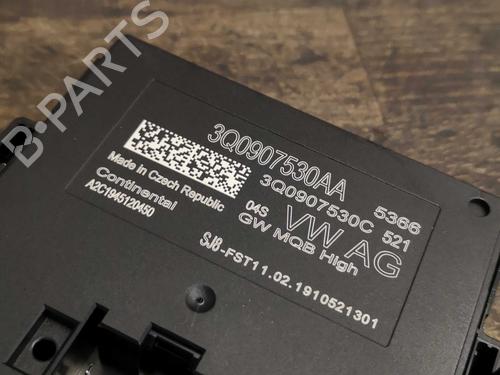 B-PARTS
3Q0907530AA 5366
3Q0907530C 521
Made in Czech Republic 04S VW AG
Continental GW MQB High
A2C1945120450
SJ8-FST11.02.1910521301